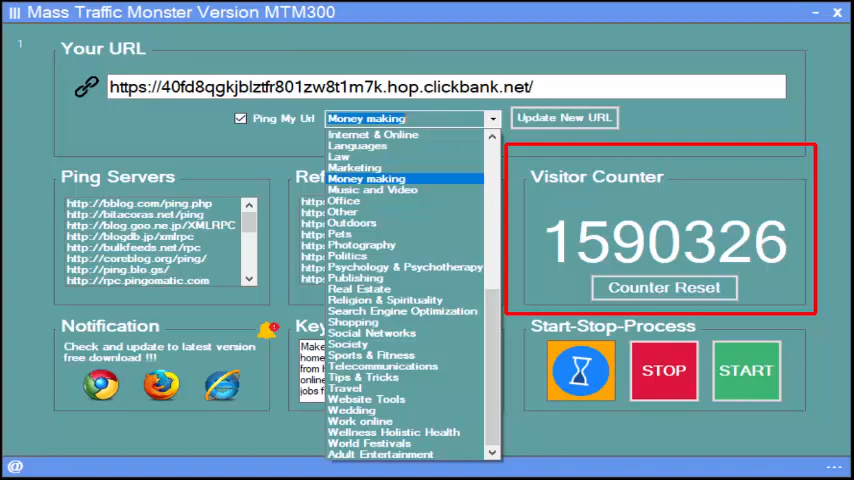 Mass Traffic Monster Version MTM300
1
Your URL
https://40fd8qgkjblztfr801zw8t1m7k.hop.clickbank.net/
Ping My Url
Money making
Update New URL
Internet & Online
Languages
Law
Marketing
Money making
Music and Video
Office
Other
Outdoors
Pets
Photography
Politics
Psychology & Psychotherapy
Publishing
Real Estate
Religion & Spirituality
Search Engine Optimization
Shopping
Social Networks
Society
Sports & Fitness
Telecommunications
Tips & Tricks
Travel
Website Tools
Wedding
Work online
Wellness Holistic Health
World Festivals
Adult Entertainment
Ping Servers
http://bblog.com/ping.php
http://bitacoras.net/ping
http://blog.goo.ne.jp/XMLRPC
http://blogdb.jp/xmlrpc
http://bulkfeeds.net/rpc
http://coreblog.org/ping/
http://ping.blo.gs/
http://rpc.pingomatic.com
Visitor Counter
1590326
Counter Reset
Notification
Check and update to latest version
free download !!!
Make
home
from
online
jobs f
Start-Stop-Process
STOP
START
@